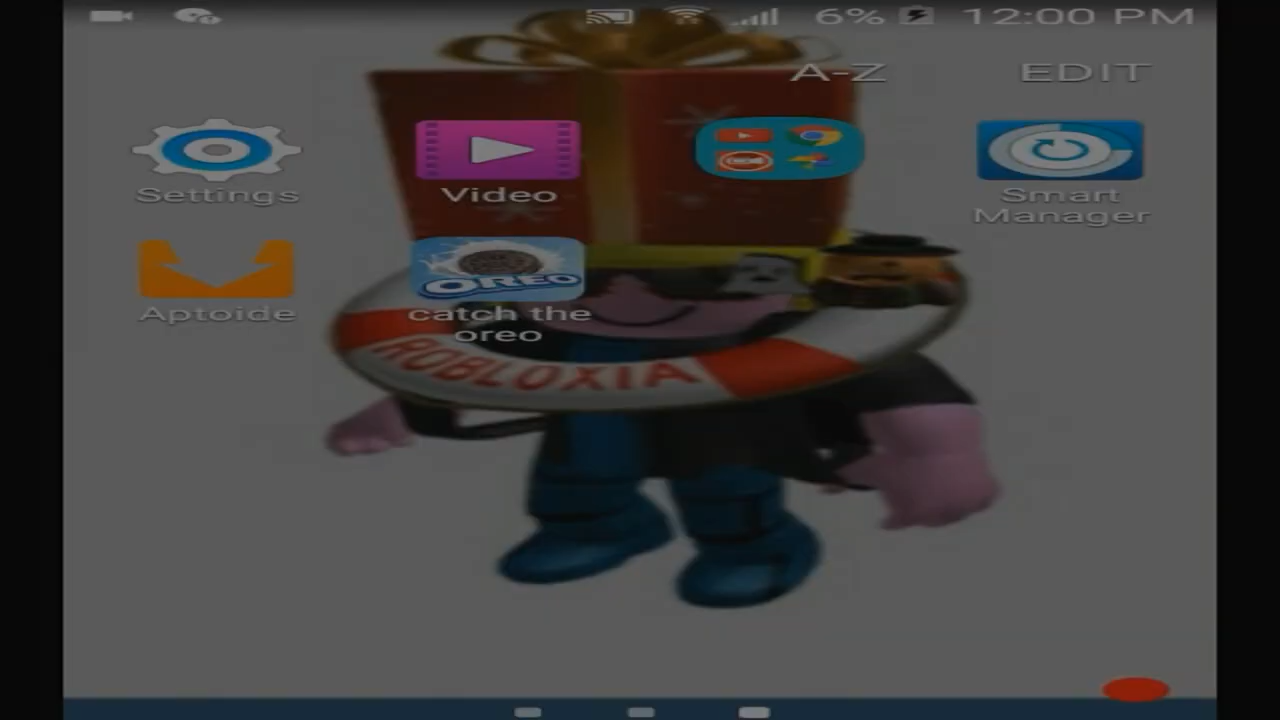 6% 12:00 PM
A-Z EDIT
Settings
Video
Smart
Manager
Aptoide
OREO
catch the
oreo
ROBLOXIA